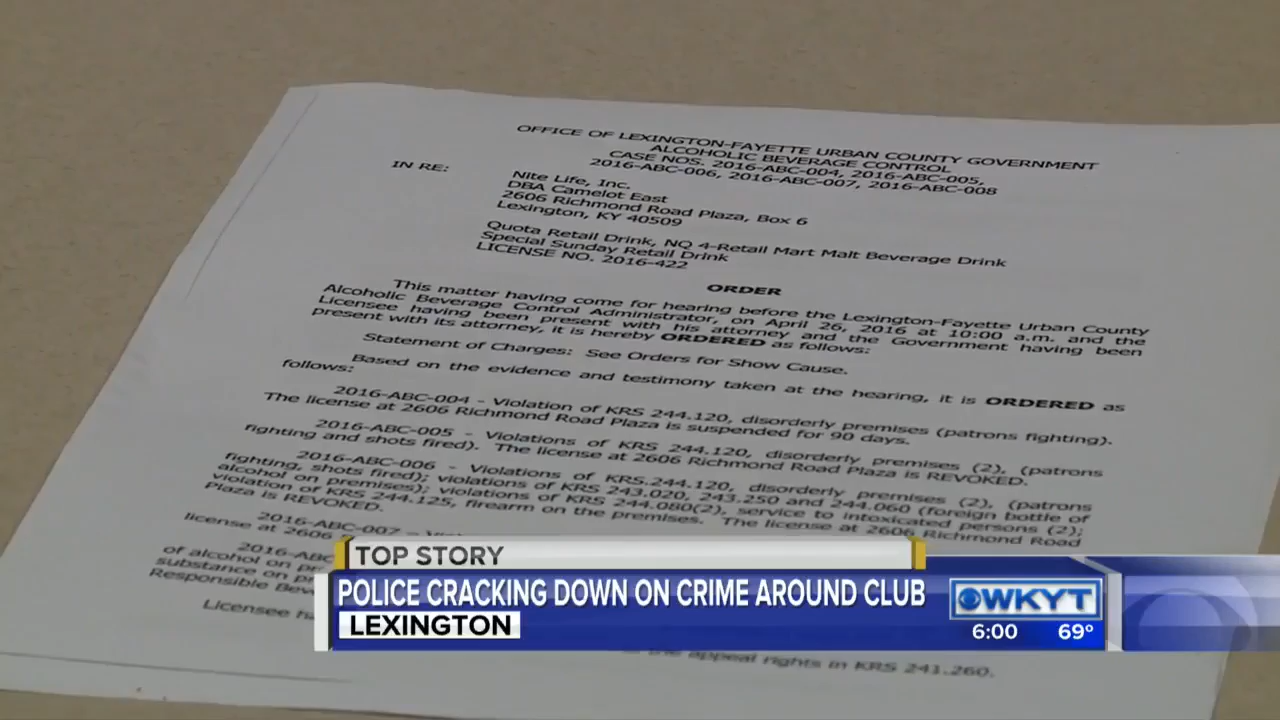 OFFICE OF LEXINGTON-FAYETTE URBAN COUNTY GOVERNMENT
ALCOHOLIC BEVERAGE CONTROL
CASE NOS. 2016-ABC-004, 2016-ABC-005,
2016-ABC-006, 2016-ABC-007, 2016-ABC-008
IN RE:
Nite Life, Inc.
DBA Camelot East
2606 Richmond Road Plaza, Box 6
Lexington, KY 40509
Quota Retail Drink, NQ 4-Retail Mart Malt Beverage Drink
Special Sunday Retail Drink
LICENSE NO. 2016-422
ORDER
This matter having come for hearing before the Lexington-Fayette Urban County
Alcoholic Beverage Control Administrator, on April 26, 2016 at 10:00 a.m. and the
Licensee having been present with his attorney and the Government having been
present with its attorney, it is hereby ORDERED as follows:
Statement of Charges: See Orders for Show Cause.
Based on the evidence and testimony taken at the hearing, it is ORDERED as
follows:
2016-ABC-004 - Violation of KRS 244.120, disorderly premises (patrons fighting).
The license at 2606 Richmond Road Plaza is suspended for 90 days.
2016-ABC-005 - Violations of KRS 244.120, disorderly premises (2), (patrons
fighting and shots fired). The license at 2606 Richmond Road Plaza is REVOKED.
2016-ABC-006 - Violations of KRS.244.120, disorderly premises (2), (patrons
fighting, shots fired); violations of KRS 243.020, 243.250 and 244.060 (foreign bottle of
alcohol on premises); violations of KRS 244.080(2), service to intoxicated persons (2);
violation of KRS 244.125, firearm on the premises. The license at 2606 Richmond Road
Plaza is REVOKED.
2016-ABC-007 -
license at 2606
2016-ABC
of alcohol on
substance on
Responsible
Licensee
the appeal rights in KRS 241.260.
TOP STORY
POLICE CRACKING DOWN ON CRIME AROUND CLUB
LEXINGTON
WKYT
6:00 69°